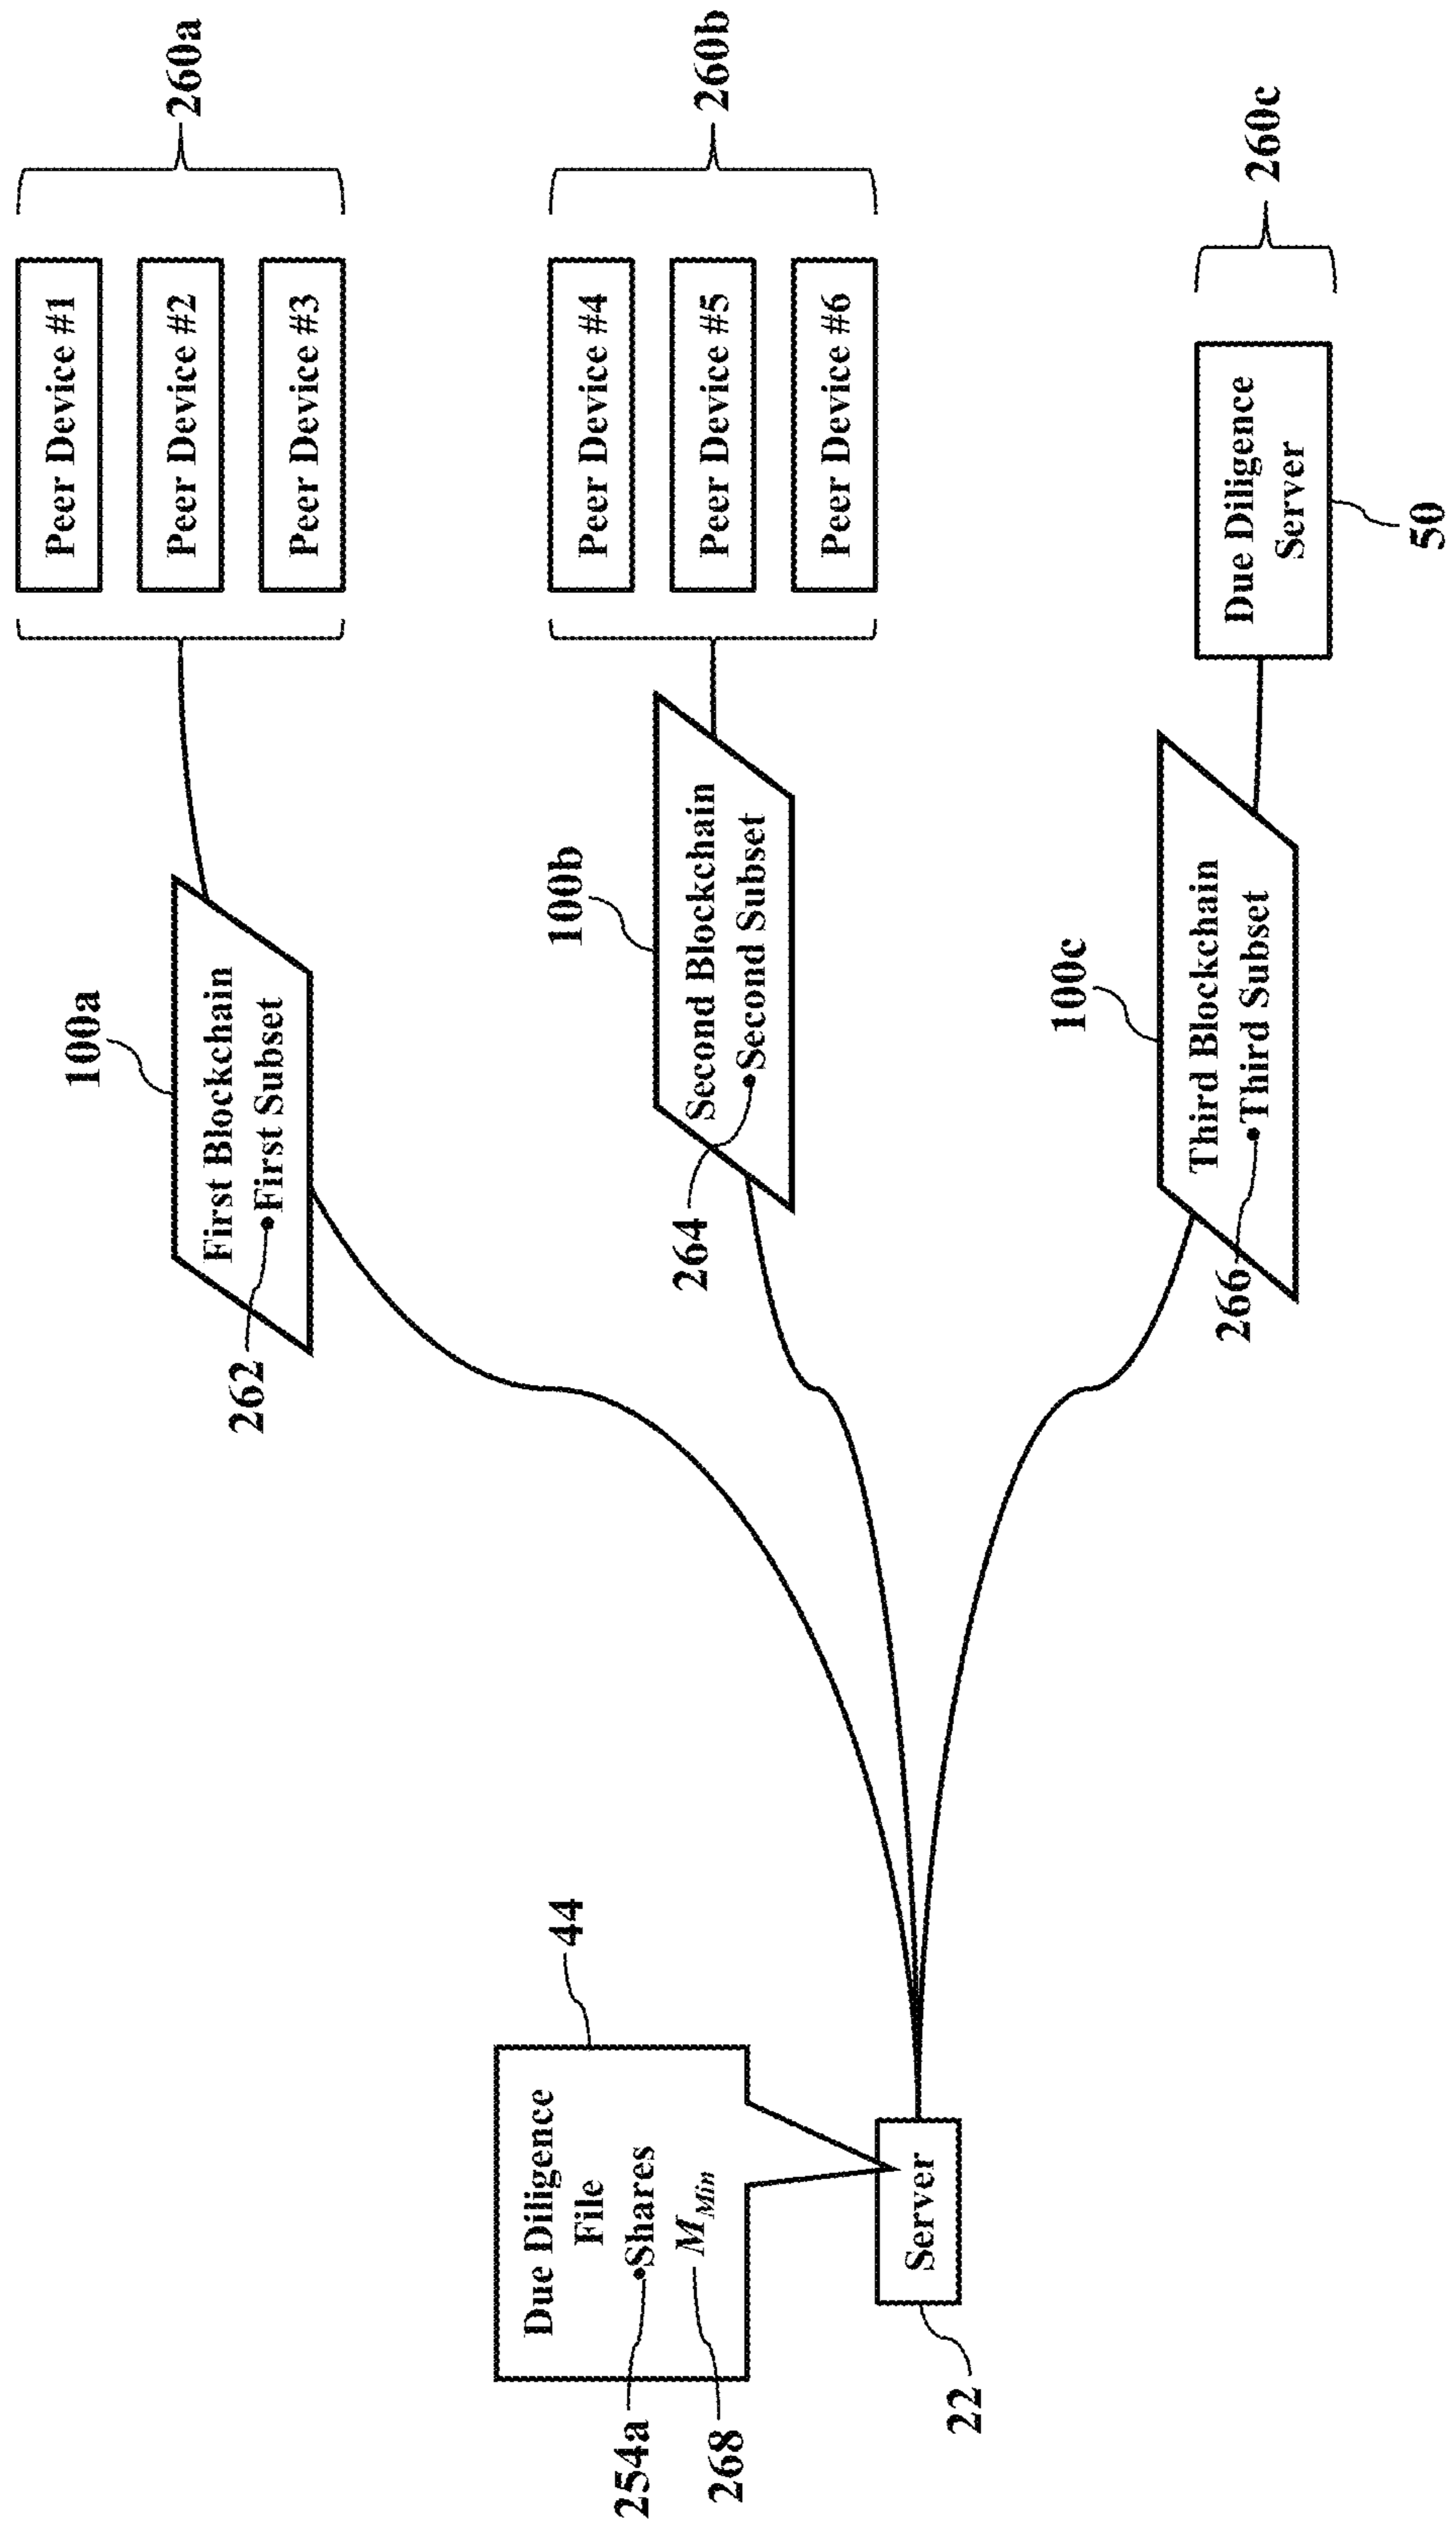 260a
Peer Device #1
Peer Device #2
Peer Device #3
100a
First Blockchain
•First Subset
262
260b
Peer Device #4
Peer Device #5
Peer Device #6
100b
Second Blockchain
•Second Subset
264
260c
Due Diligence
Server
50
100c
Third Blockchain
•Third Subset
266
44
Due Diligence
File
•Shares
M Min
254a
268
Server
22